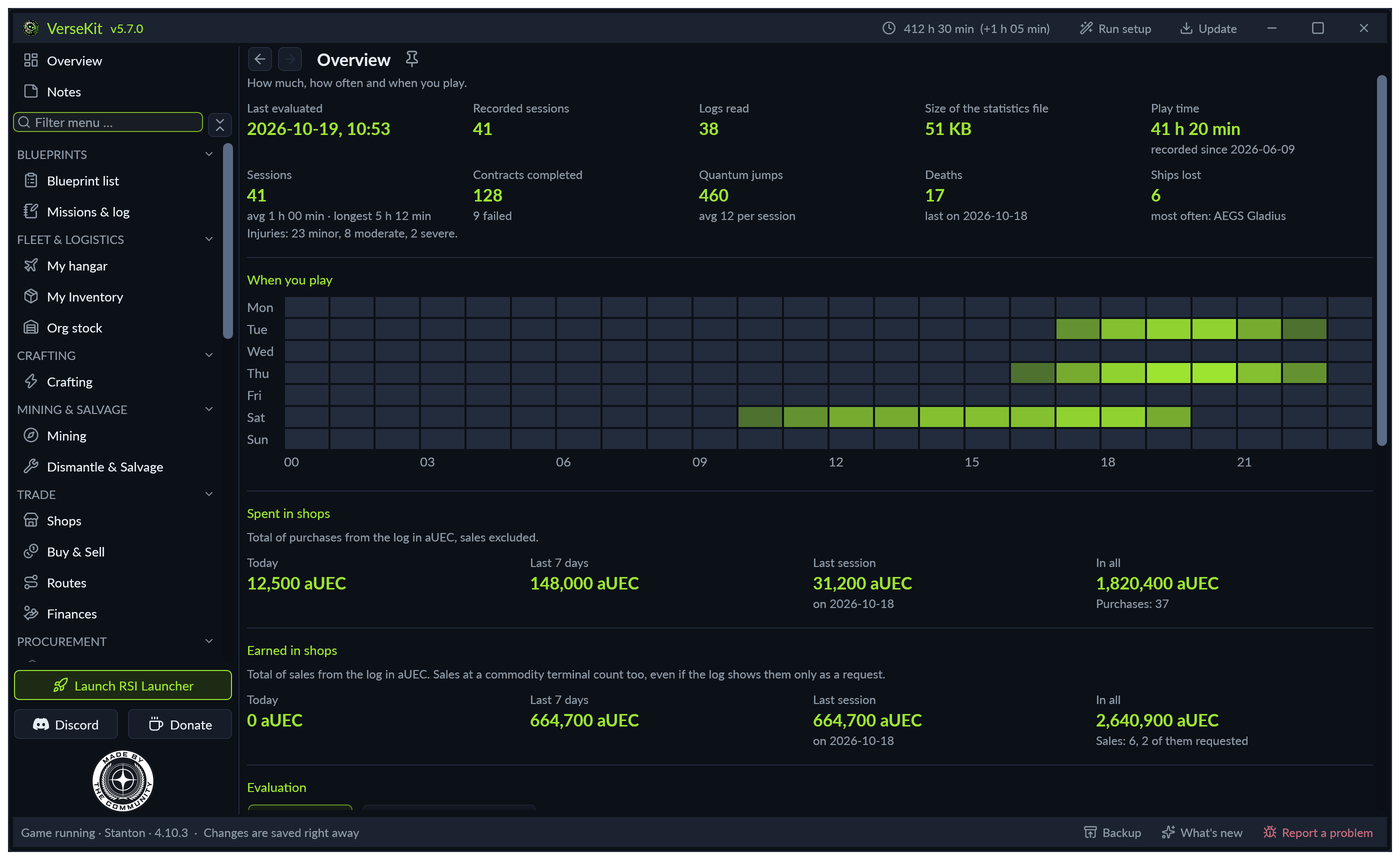 VerseKit v5.7.0
412 h 30 min (+1 h 05 min)
Run setup
Update
Overview
Notes
Filter menu ...
BLUEPRINTS
Blueprint list
Missions & log
FLEET & LOGISTICS
My hangar
My Inventory
Org stock
CRAFTING
Crafting
MINING & SALVAGE
Mining
Dismantle & Salvage
TRADE
Shops
Buy & Sell
Routes
Finances
PROCUREMENT
Launch RSI Launcher
Discord
Donate
MADE BY THE COMMUNITY
Overview
How much, how often and when you play.
Last evaluated
2026-10-19, 10:53
Recorded sessions
41
Logs read
38
Size of the statistics file
51 KB
Play time
41 h 20 min
recorded since 2026-06-09
Sessions
41
avg 1 h 00 min · longest 5 h 12 min
Contracts completed
128
9 failed
Quantum jumps
460
avg 12 per session
Deaths
17
last on 2026-10-18
Ships lost
6
most often: AEGS Gladius
Injuries: 23 minor, 8 moderate, 2 severe.
When you play
Mon
Tue
Wed
Thu
Fri
Sat
Sun
00 03 06 09 12 15 18 21
Spent in shops
Total of purchases from the log in aUEC, sales excluded.
Today
12,500 aUEC
Last 7 days
148,000 aUEC
Last session
31,200 aUEC
on 2026-10-18
In all
1,820,400 aUEC
Purchases: 37
Earned in shops
Total of sales from the log in aUEC. Sales at a commodity terminal count too, even if the log shows them only as a request.
Today
0 aUEC
Last 7 days
664,700 aUEC
Last session
664,700 aUEC
on 2026-10-18
In all
2,640,900 aUEC
Sales: 6, 2 of them requested
Evaluation
Game running · Stanton · 4.10.3 · Changes are saved right away
Backup
What's new
Report a problem